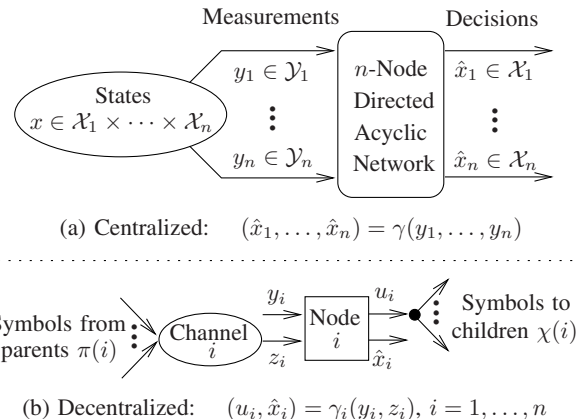 Measurements Decisions
y₁ ∈ 𝒴₁ n-Node x̂₁ ∈ 𝒳₁
States Directed
x ∈ 𝒳₁ × ⋯ × 𝒳ₙ ⋮ Acyclic ⋮
yₙ ∈ 𝒴ₙ Network x̂ₙ ∈ 𝒳ₙ
(a) Centralized: (x̂₁, . . . , x̂ₙ) = γ(y₁, . . . , yₙ)
yᵢ Node uᵢ Symbols to
ymbols from Channel i children χ(i)
parents π(i) i zᵢ x̂ᵢ
(b) Decentralized: (uᵢ, x̂ᵢ) = γᵢ(yᵢ, zᵢ), i = 1, . . . , n